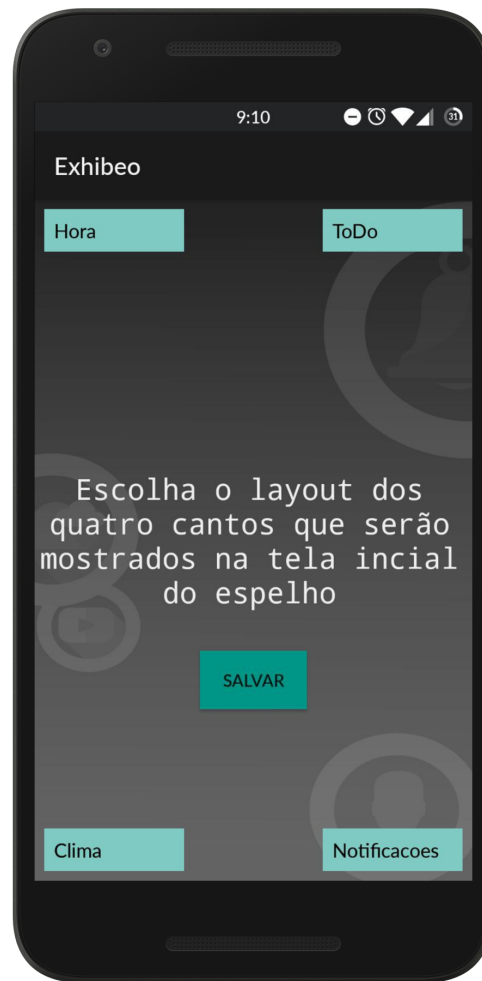 9:10
31
Exhibeo
Hora
ToDo
Escolha o layout dos
quatro cantos que serão
mostrados na tela incial
do espelho
SALVAR
Clima
Notificacoes